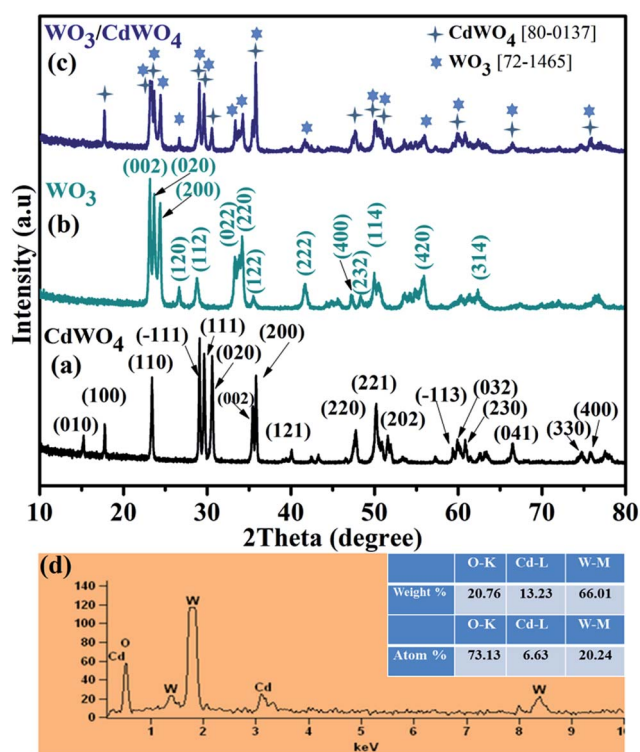 WO3/CdWO4
CdWO4 [80-0137]
WO3 [72-1465]
(c)
(002)
(020)
(200)
WO3
(b)
(120)
(112)
(022)
(220)
(122)
(222)
(400)
(232)
(114)
(420)
(314)
CdWO4
(a)
(010)
(100)
(110)
(-111)
(111)
(020)
(002)
(200)
(121)
(220)
(221)
(202)
(-113)
(032)
(230)
(041)
(330)
(400)
Intensity (a.u)
10 20 30 40 50 60 70 80
2Theta (degree)
(d)
O-K Cd-L W-M
Weight % 20.76 13.23 66.01
O-K Cd-L W-M
Atom % 73.13 6.63 20.24
140
120
100
80
60
40
20
0
O
Cd
W
W
Cd
W
1 2 3 4 5 6 7 8 9 10
keV